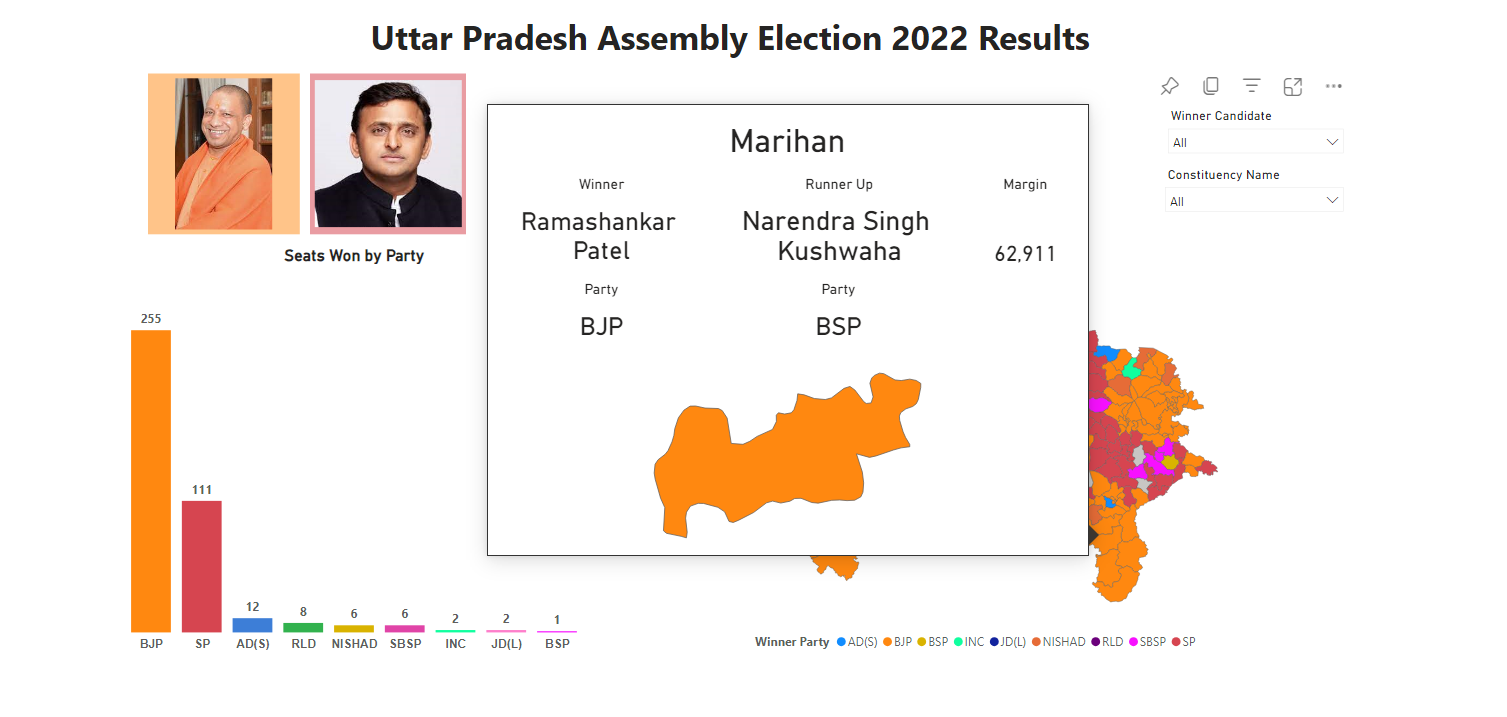 Uttar Pradesh Assembly Election 2022 Results
Winner Candidate
All
Constituency Name
All
Marihan
Winner
Runner Up
Margin
Ramashankar
Patel
Narendra Singh
Kushwaha
62,911
Party
Party
BJP
BSP
Seats Won by Party
255
111
12
8
6
6
2
2
1
BJP
SP
AD(S)
RLD
NISHAD
SBSP
INC
JD(L)
BSP
Winner Party AD(S) BJP BSP INC JD(L) NISHAD RLD SBSP SP